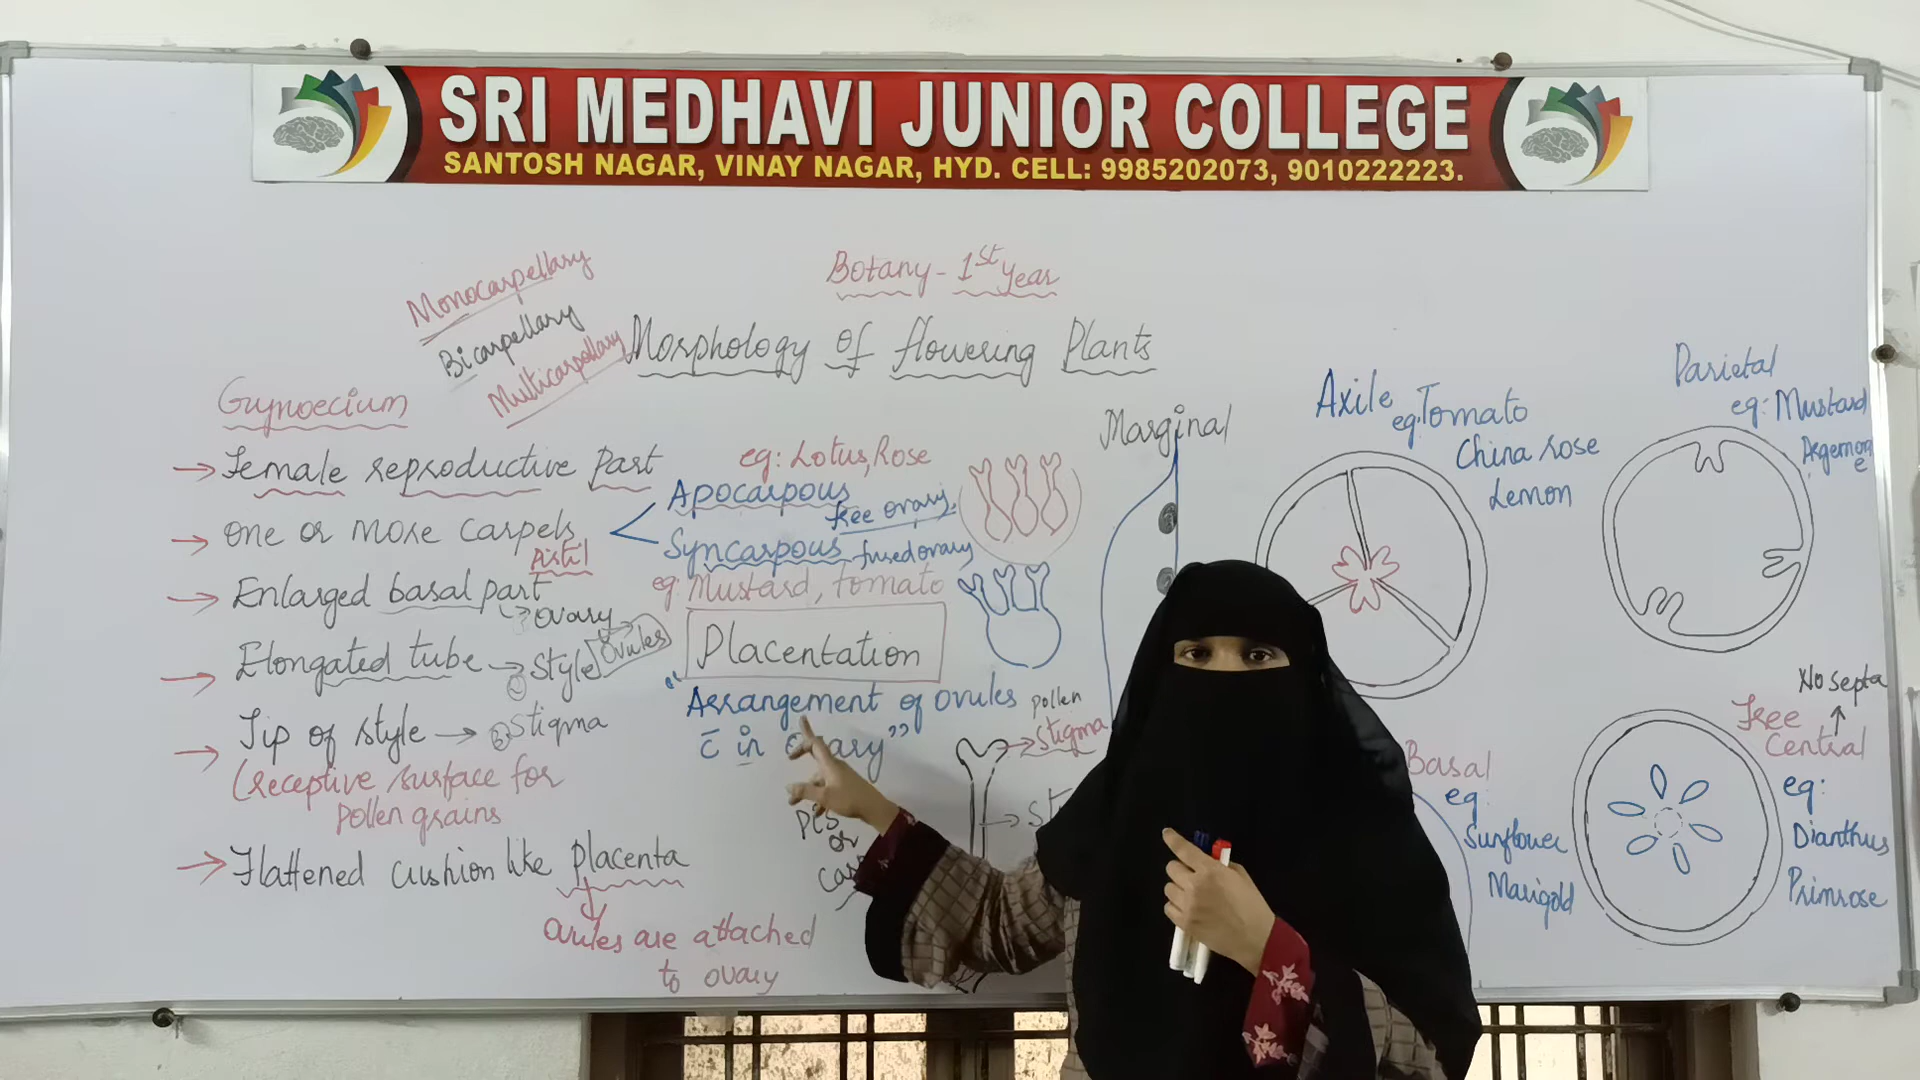 SRI MEDHAVI JUNIOR COLLEGE
SANTOSH NAGAR, VINAY NAGAR, HYD. CELL: 9985202073, 9010222223.
Botany - 1st Year
Morphology of flowering Plants
Monocarpellary
Bicarpellary
Multicarpellary
Gynoecium
→ Female reproductive part
→ One or more carpels
Pistil
→ Enlarged basal part
→ ovary
Ovules
→ Elongated tube → Style
→ Tip of style → Stigma
(receptive surface for
pollen grains
→ Flattened cushion like placenta
Ovules are attached
to ovary
eg: Lotus, Rose
Apocarpous
free ovary
Syncarpous - fused ovary
eg: Mustard, tomato
Placentation
"Arrangement of ovules
c̄ in ovary"
pollen
Stigma
or
Marginal
Axile
eg: Tomato
China rose
Lemon
Parietal
eg: Mustard
Argemone
Basal
eg:
Sunflower
Marigold
No septa
Free
Central
eg:
Dianthus
Primrose